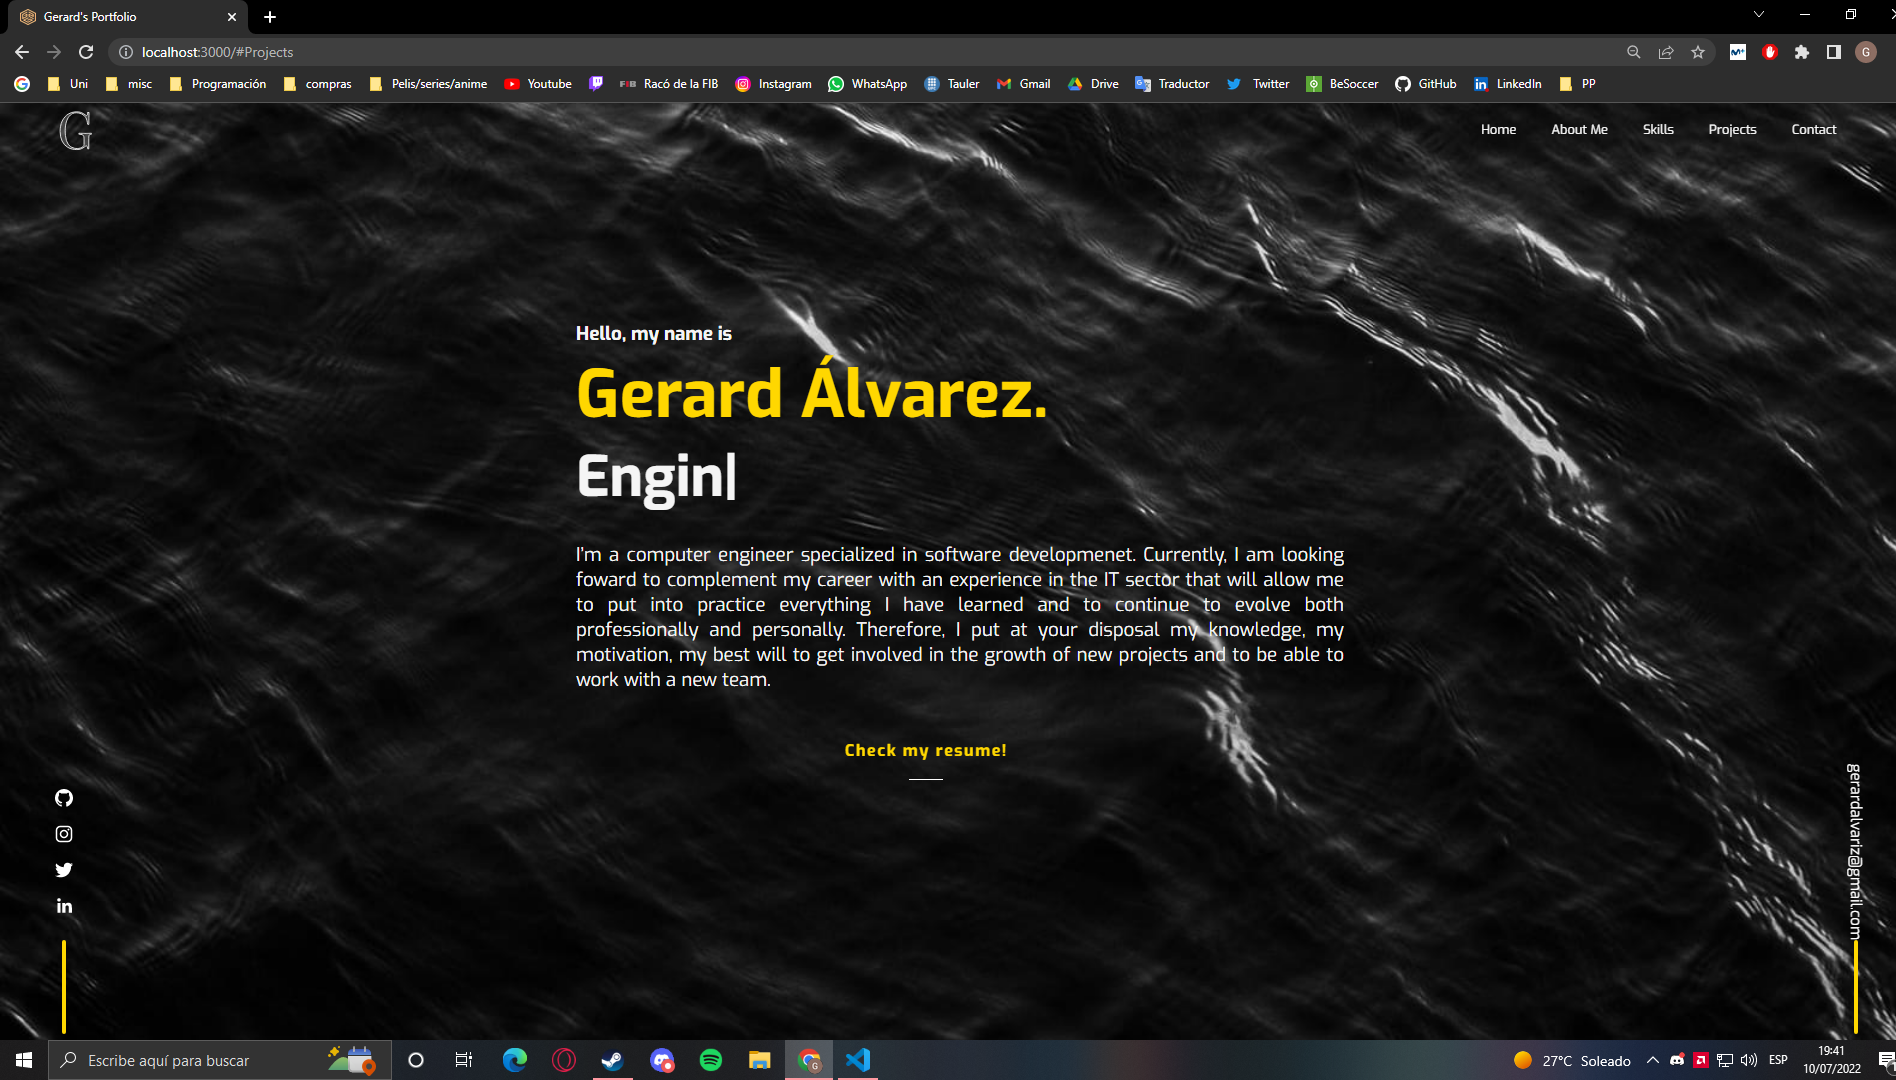 Gerard's Portfolio
localhost:3000/#Projects
G
Uni misc Programación compras Pelis/series/anime Youtube FIB Racó de la FIB Instagram WhatsApp Tauler Gmail Drive Traductor Twitter BeSoccer GitHub LinkedIn PP
G
Home About Me Skills Projects Contact
Hello, my name is
Gerard Álvarez.
Engin|
I'm a computer engineer specialized in software developmenet. Currently, I am looking
foward to complement my career with an experience in the IT sector that will allow me
to put into practice everything I have learned and to continue to evolve both
professionally and personally. Therefore, I put at your disposal my knowledge, my
motivation, my best will to get involved in the growth of new projects and to be able to
work with a new team.
Check my resume!
gerardalvariz@gmail.com
Escribe aquí para buscar
27°C Soleado
ESP
19:41
10/07/2022